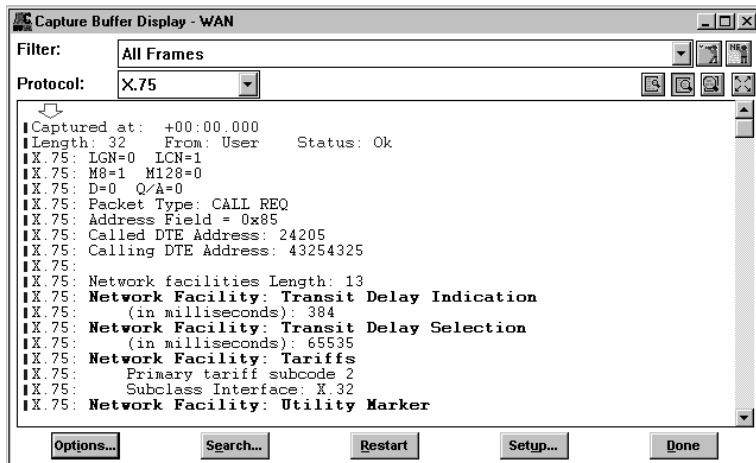 Capture Buffer Display - WAN
Filter: All Frames
Protocol: X.75
Captured at: +00:00.000
Length: 32 From: User Status: Ok
X.75: LGN=0 LCN=1
X.75: M8=1 M128=0
X.75: D=0 Q/A=0
X.75: Packet Type: CALL REQ
X.75: Address Field = 0x85
X.75: Called DTE Address: 24205
X.75: Calling DTE Address: 43254325
X.75:
X.75: Network facilities Length: 13
X.75: Network Facility: Transit Delay Indication
X.75: (in milliseconds): 384
X.75: Network Facility: Transit Delay Selection
X.75: (in milliseconds): 65535
X.75: Network Facility: Tariffs
X.75: Primary tariff subcode 2
X.75: Subclass Interface: X.32
X.75: Network Facility: Utility Marker
Options... Search... Restart Setup... Done